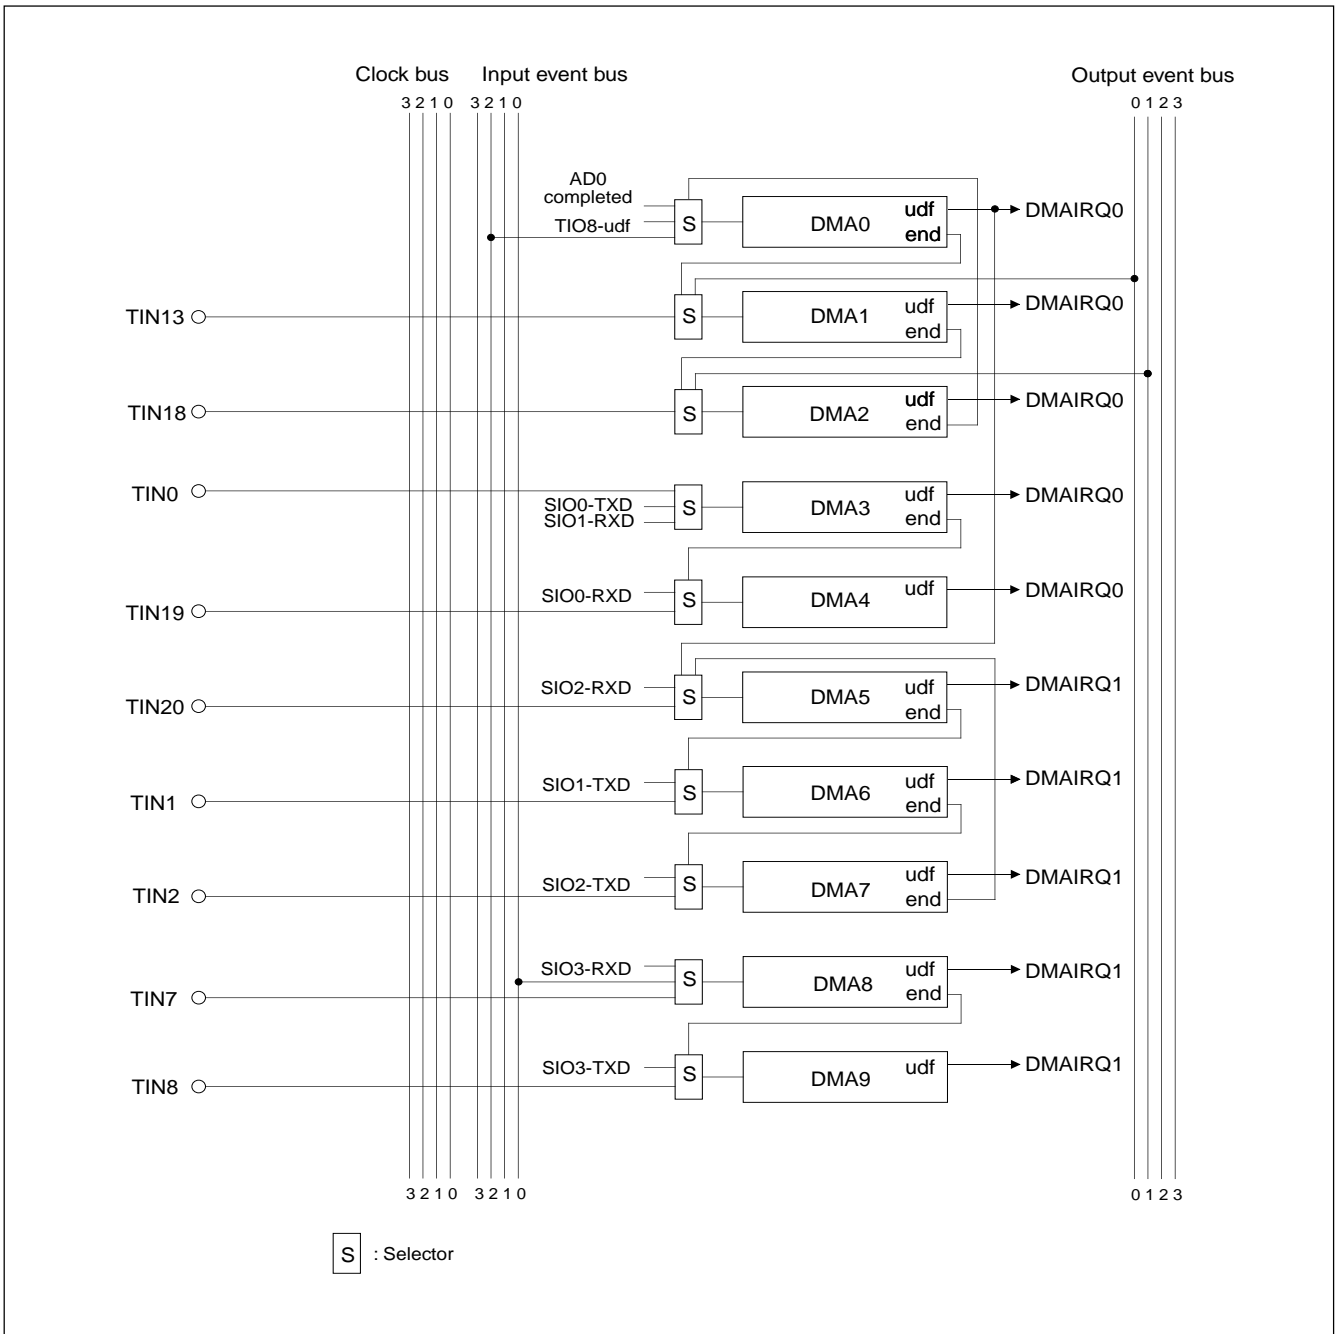 Clock bus Input event bus Output event bus
3 2 1 0 3 2 1 0 0 1 2 3
AD0
completed
TIO8-udf
S
DMA0
udf
end
DMAIRQ0
TIN13
S
DMA1
udf
end
DMAIRQ0
TIN18
S
DMA2
udf
end
DMAIRQ0
TIN0
SIO0-TXD
SIO1-RXD
S
DMA3
udf
end
DMAIRQ0
TIN19
SIO0-RXD
S
DMA4
udf
DMAIRQ0
TIN20
SIO2-RXD
S
DMA5
udf
end
DMAIRQ1
TIN1
SIO1-TXD
S
DMA6
udf
end
DMAIRQ1
TIN2
SIO2-TXD
S
DMA7
udf
end
DMAIRQ1
TIN7
SIO3-RXD
S
DMA8
udf
end
DMAIRQ1
TIN8
SIO3-TXD
S
DMA9
udf
DMAIRQ1
3 2 1 0 3 2 1 0 0 1 2 3
S : Selector